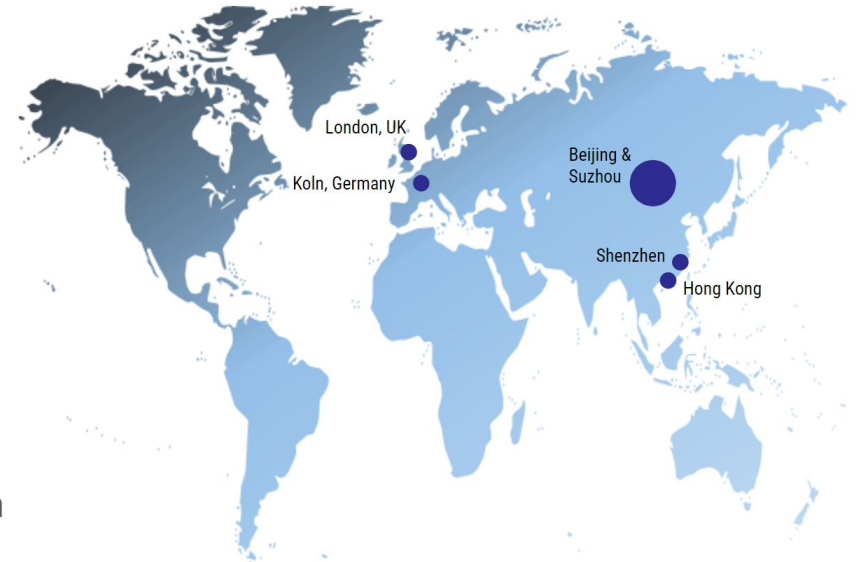 London, UK
Koln, Germany
Beijing &
Suzhou
Shenzhen
Hong Kong